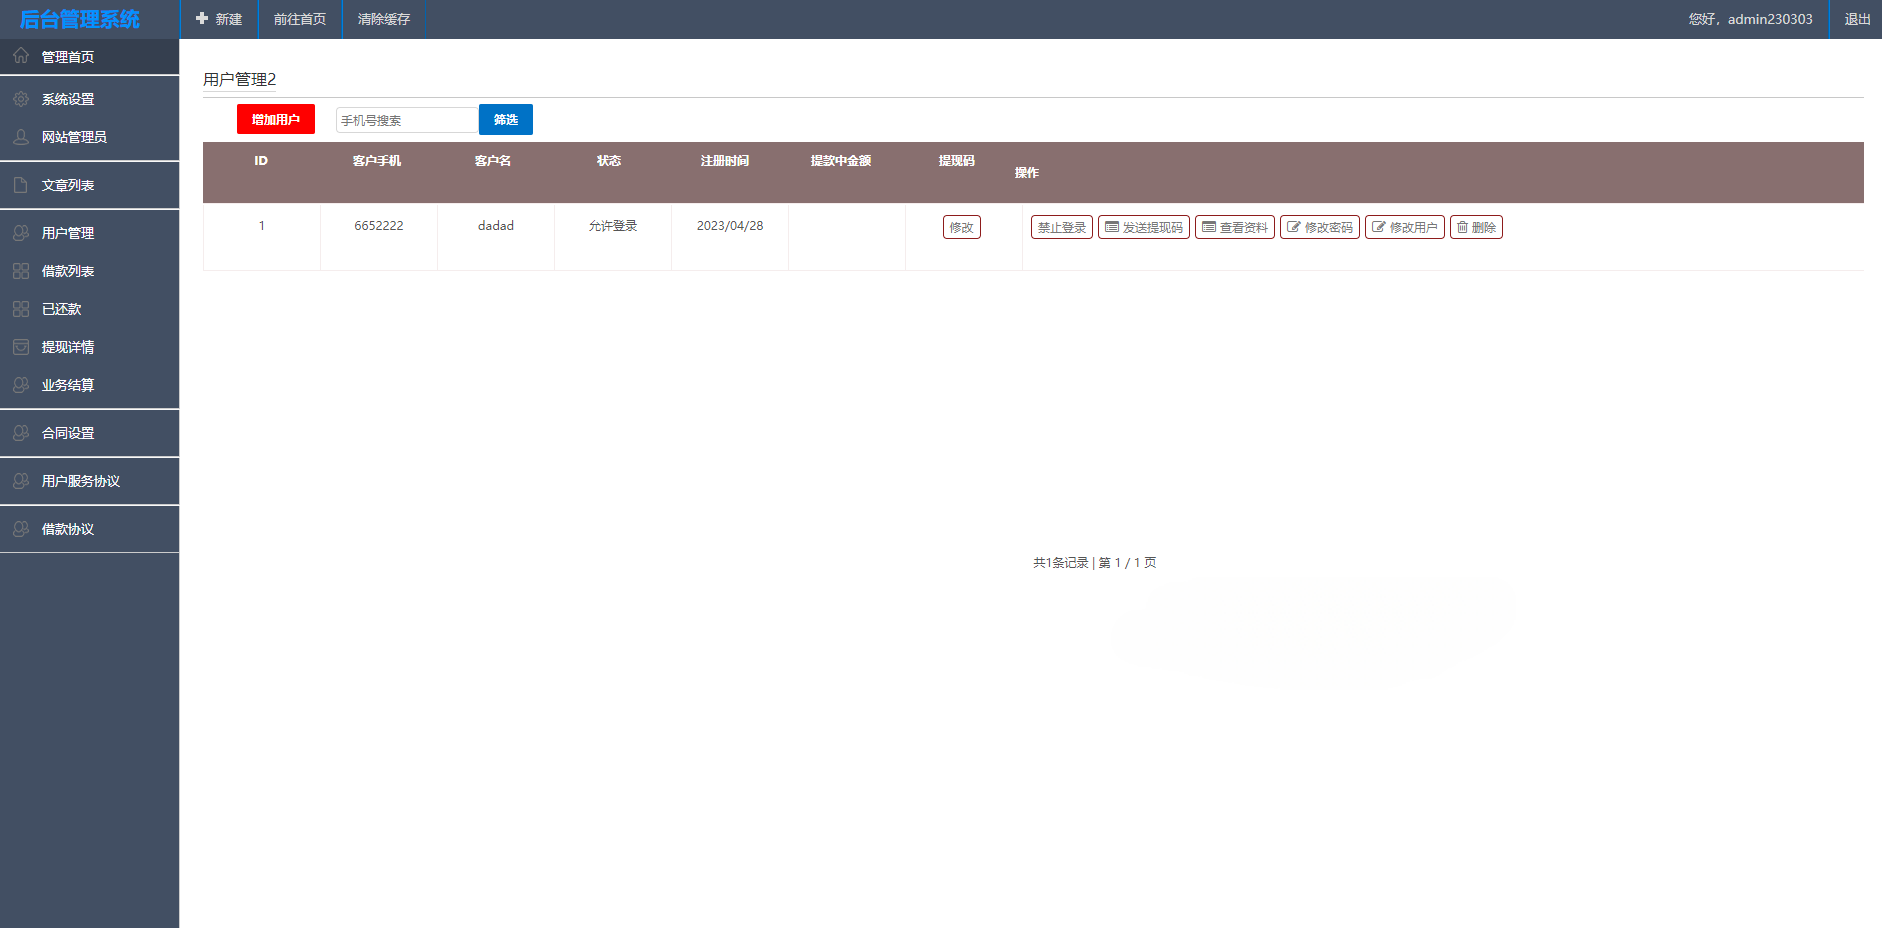 后台管理系统 新建 前往首页 清除缓存 您好，admin230303 退出
管理首页
系统设置
网站管理员
文章列表
用户管理
借款列表
已还款
提现详情
业务结算
合同设置
用户服务协议
借款协议
用户管理2
增加用户 手机号搜索 筛选
ID 客户手机 客户名 状态 注册时间 提款中金额 提现码 操作
1 6652222 dadad 允许登录 2023/04/28 修改 禁止登录 发送提现码 查看资料 修改密码 修改用户 删除
共1条记录 | 第 1 / 1 页